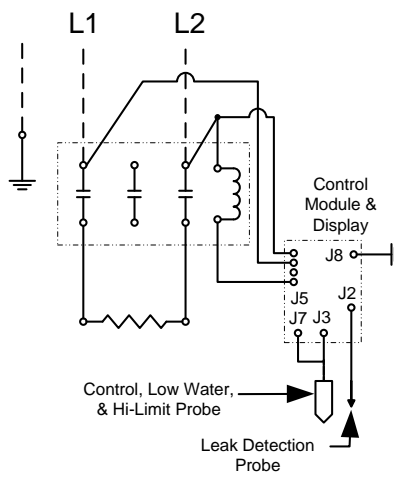 L1 L2
Control
Module &
Display
J8
J5
J2
J7 J3
Control, Low Water,
& Hi-Limit Probe
Leak Detection
Probe